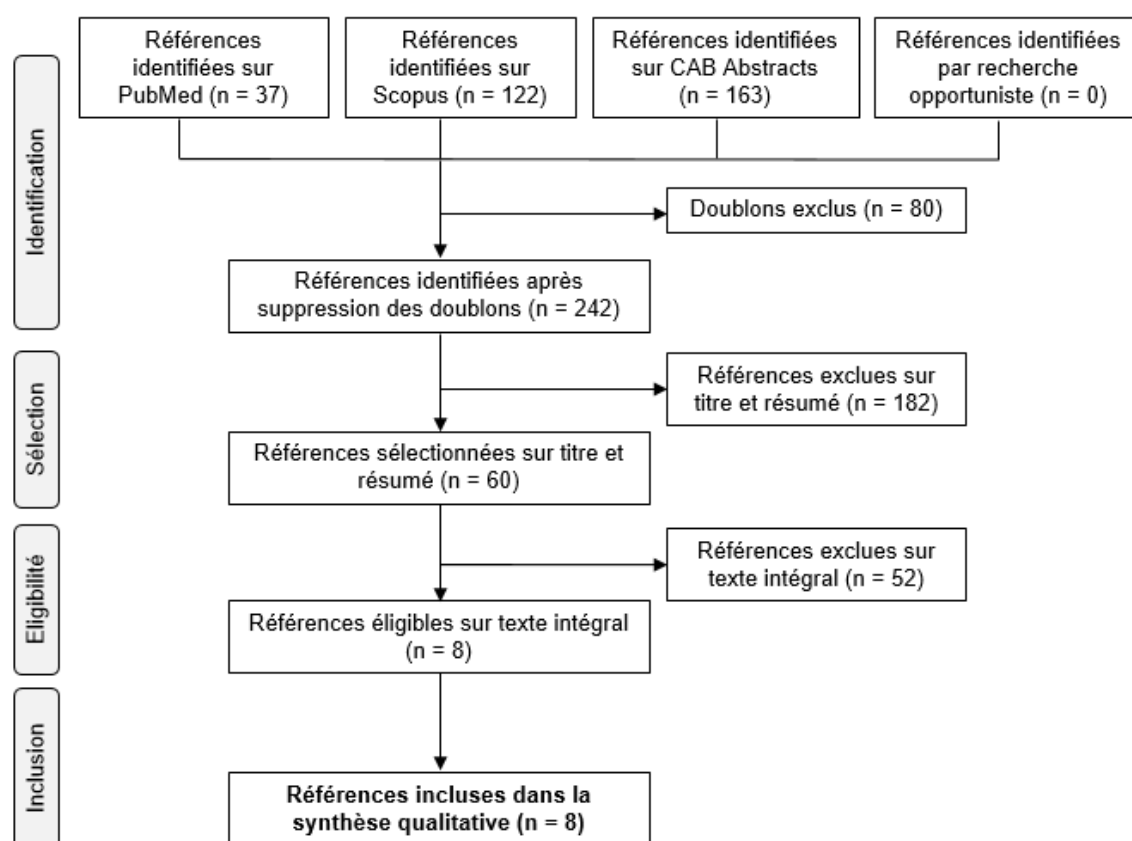 Identification
Références
identifiées sur
PubMed (n = 37)
Références
identifiées sur
Scopus (n = 122)
Références identifiées
sur CAB Abstracts
(n = 163)
Références identifiées
par recherche
opportuniste (n = 0)
Doublons exclus (n = 80)
Références identifiées après
suppression des doublons (n = 242)
Sélection
Références exclues sur
titre et résumé (n = 182)
Références sélectionnées sur titre et
résumé (n = 60)
Eligibilité
Références exclues sur
texte intégral (n = 52)
Références éligibles sur texte intégral
(n = 8)
Inclusion
Références incluses dans la
synthèse qualitative (n = 8)